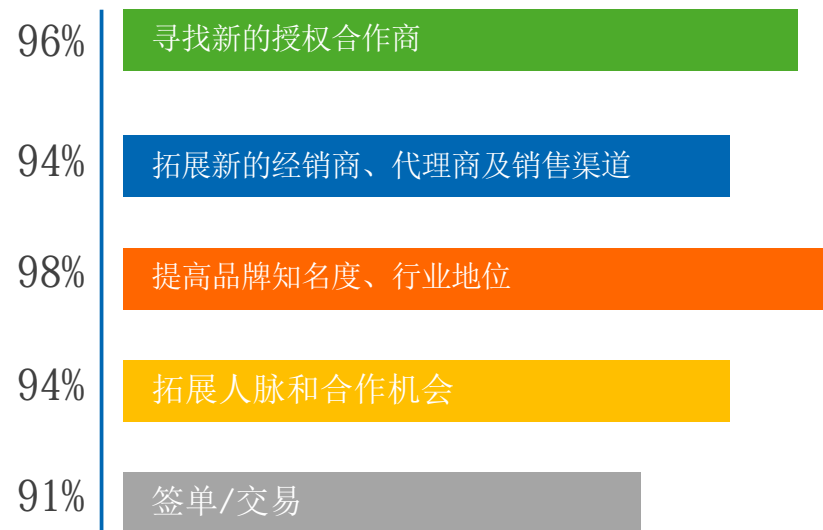 96% 寻找新的授权合作商
94% 拓展新的经销商、代理商及销售渠道
98% 提高品牌知名度、行业地位
94% 拓展人脉和合作机会
91% 签单/交易